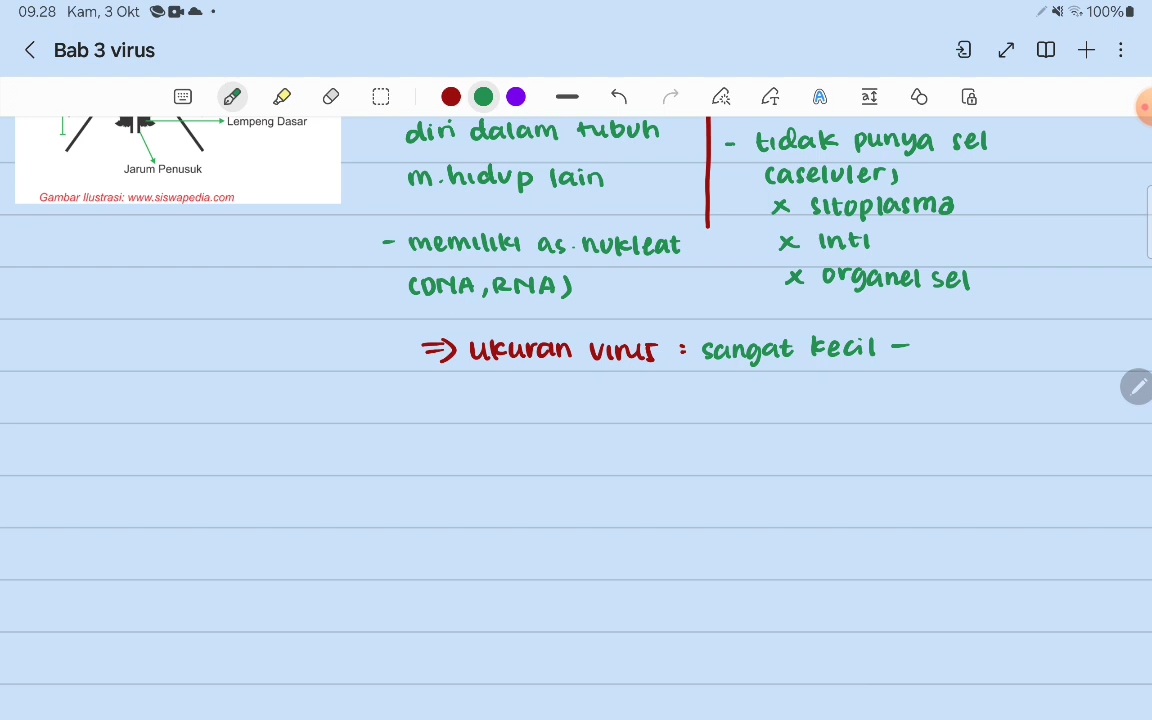 09.28 Kam, 3 Okt
100%
Bab 3 virus
Lempeng Dasar
Jarum Penusuk
Gambar Ilustrasi: www.siswapedia.com
diri dalam tubuh
m.hidup lain
- memiliki as.nukleat
(DNA, RNA)
- tidak punya sel
(aseluler)
x sitoplasma
x inti
x organel sel
=> ukuran virus : sangat kecil -